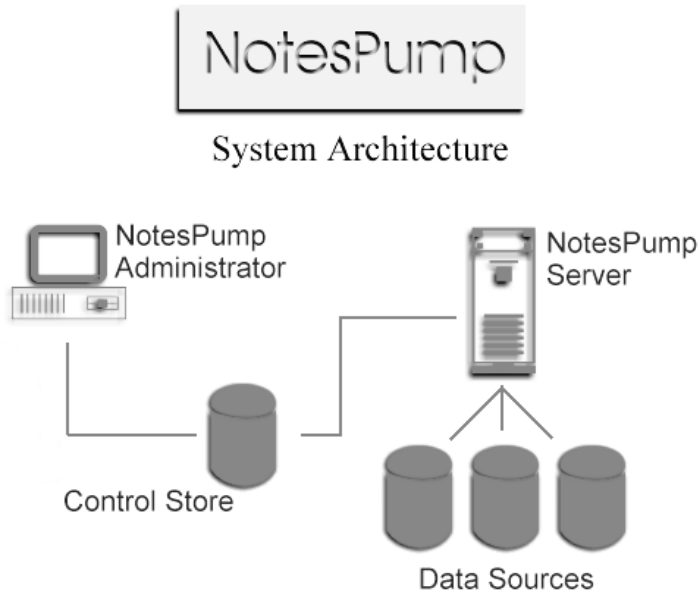 NotesPump
System Architecture
NotesPump
Administrator
NotesPump
Server
Control Store
Data Sources